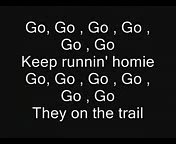 Go, Go , Go , Go ,
Go , Go
Keep runnin' homie
Go, Go , Go , Go ,
Go , Go
They on the trail